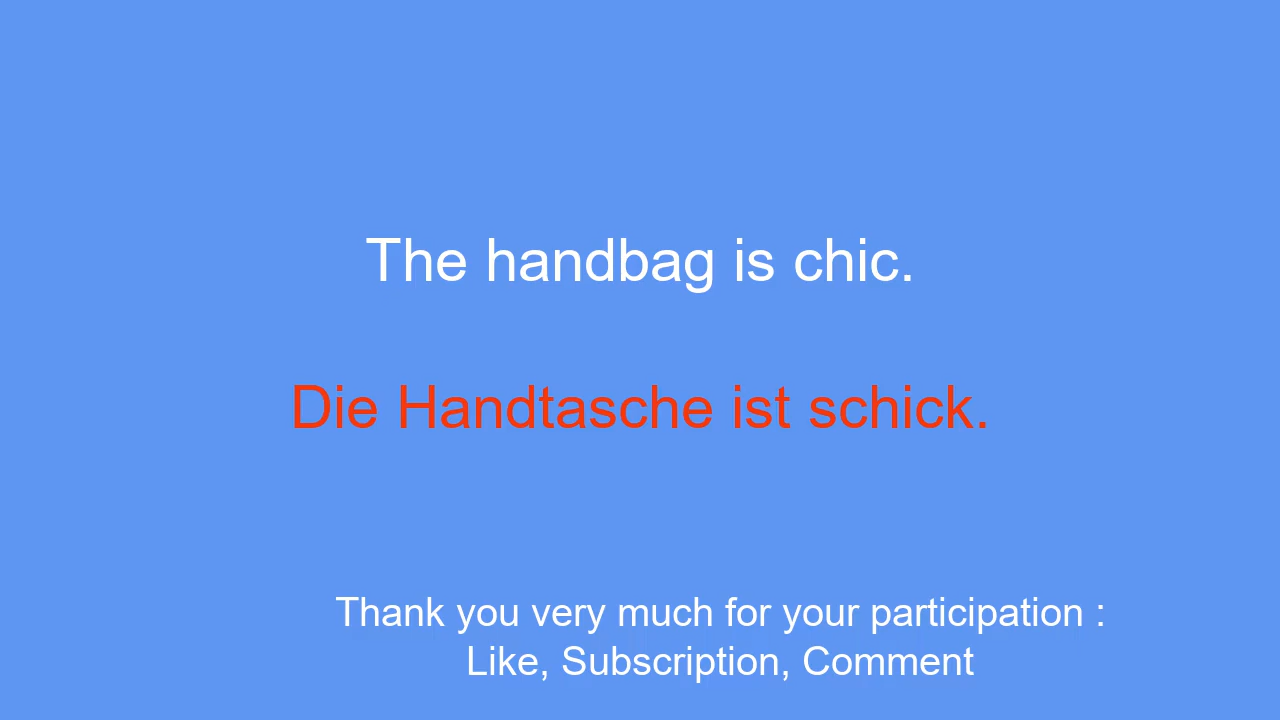 The handbag is chic.
Die Handtasche ist schick.
Thank you very much for your participation :
Like, Subscription, Comment